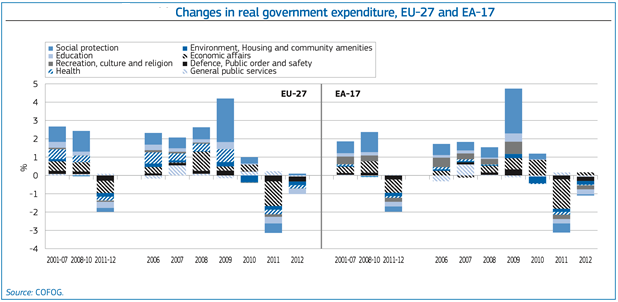 Changes in real government expenditure, EU-27 and EA-17
Social protection
Education
Recreation, culture and religion
Health
Environment, Housing and community amenities
Economic affairs
Defence, Public order and safety
General public services
EU-27
EA-17
%
5
4
3
2
1
0
-1
-2
-3
-4
2001-07 2008-10 2011-12 2006 2007 2008 2009 2010 2011 2012 2001-07 2008-10 2011-12 2006 2007 2008 2009 2010 2011 2012
Source: COFOG.